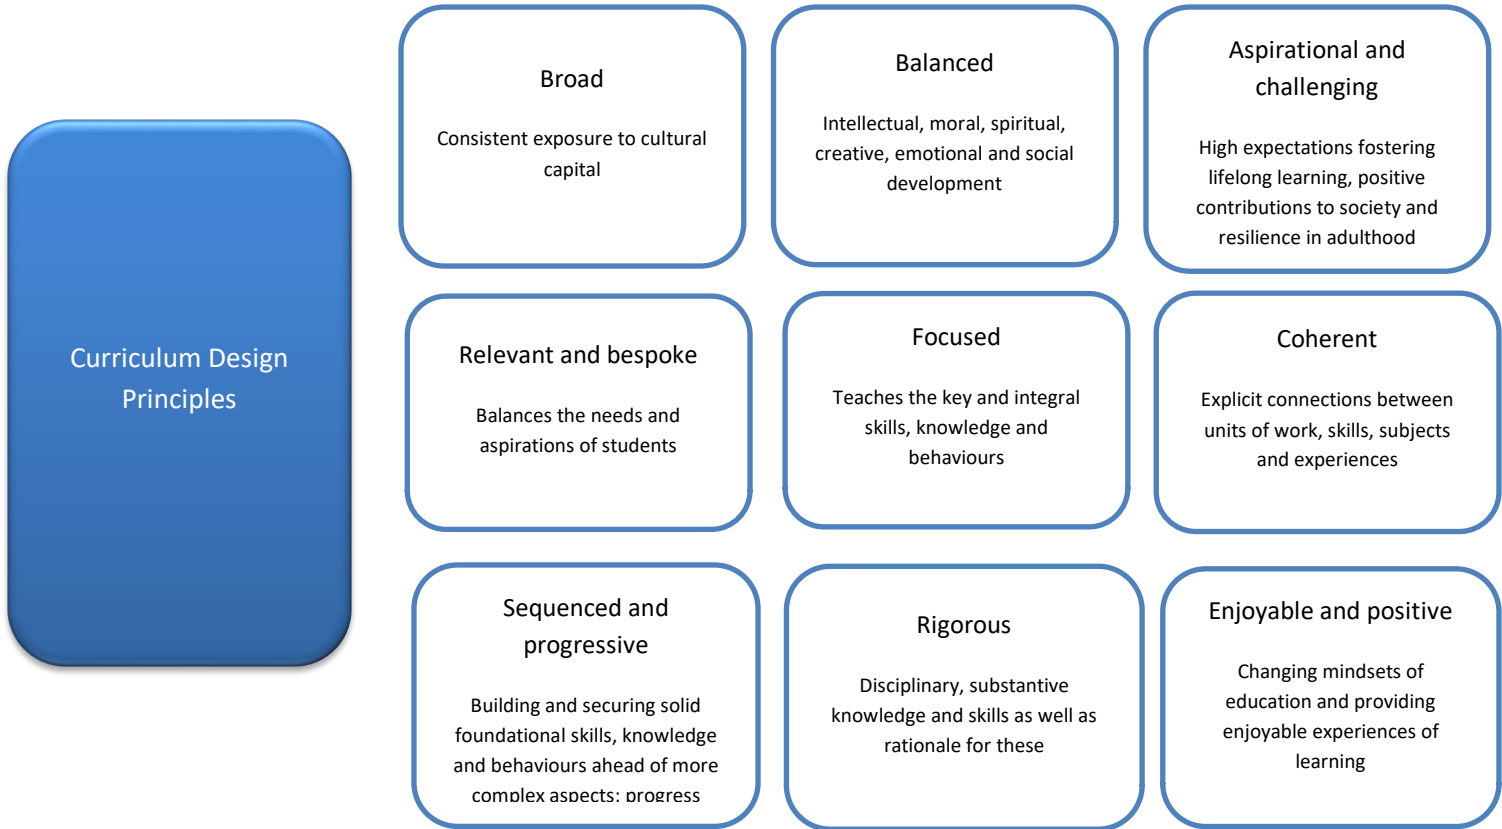 Curriculum Design
Principles
Broad
Consistent exposure to cultural
capital
Balanced
Intellectual, moral, spiritual,
creative, emotional and social
development
Aspirational and
challenging
High expectations fostering
lifelong learning, positive
contributions to society and
resilience in adulthood
Relevant and bespoke
Balances the needs and
aspirations of students
Focused
Teaches the key and integral
skills, knowledge and
behaviours
Coherent
Explicit connections between
units of work, skills, subjects
and experiences
Sequenced and
progressive
Building and securing solid
foundational skills, knowledge
and behaviours ahead of more
complex aspects: progress
Rigorous
Disciplinary, substantive
knowledge and skills as well as
rationale for these
Enjoyable and positive
Changing mindsets of
education and providing
enjoyable experiences of
learning